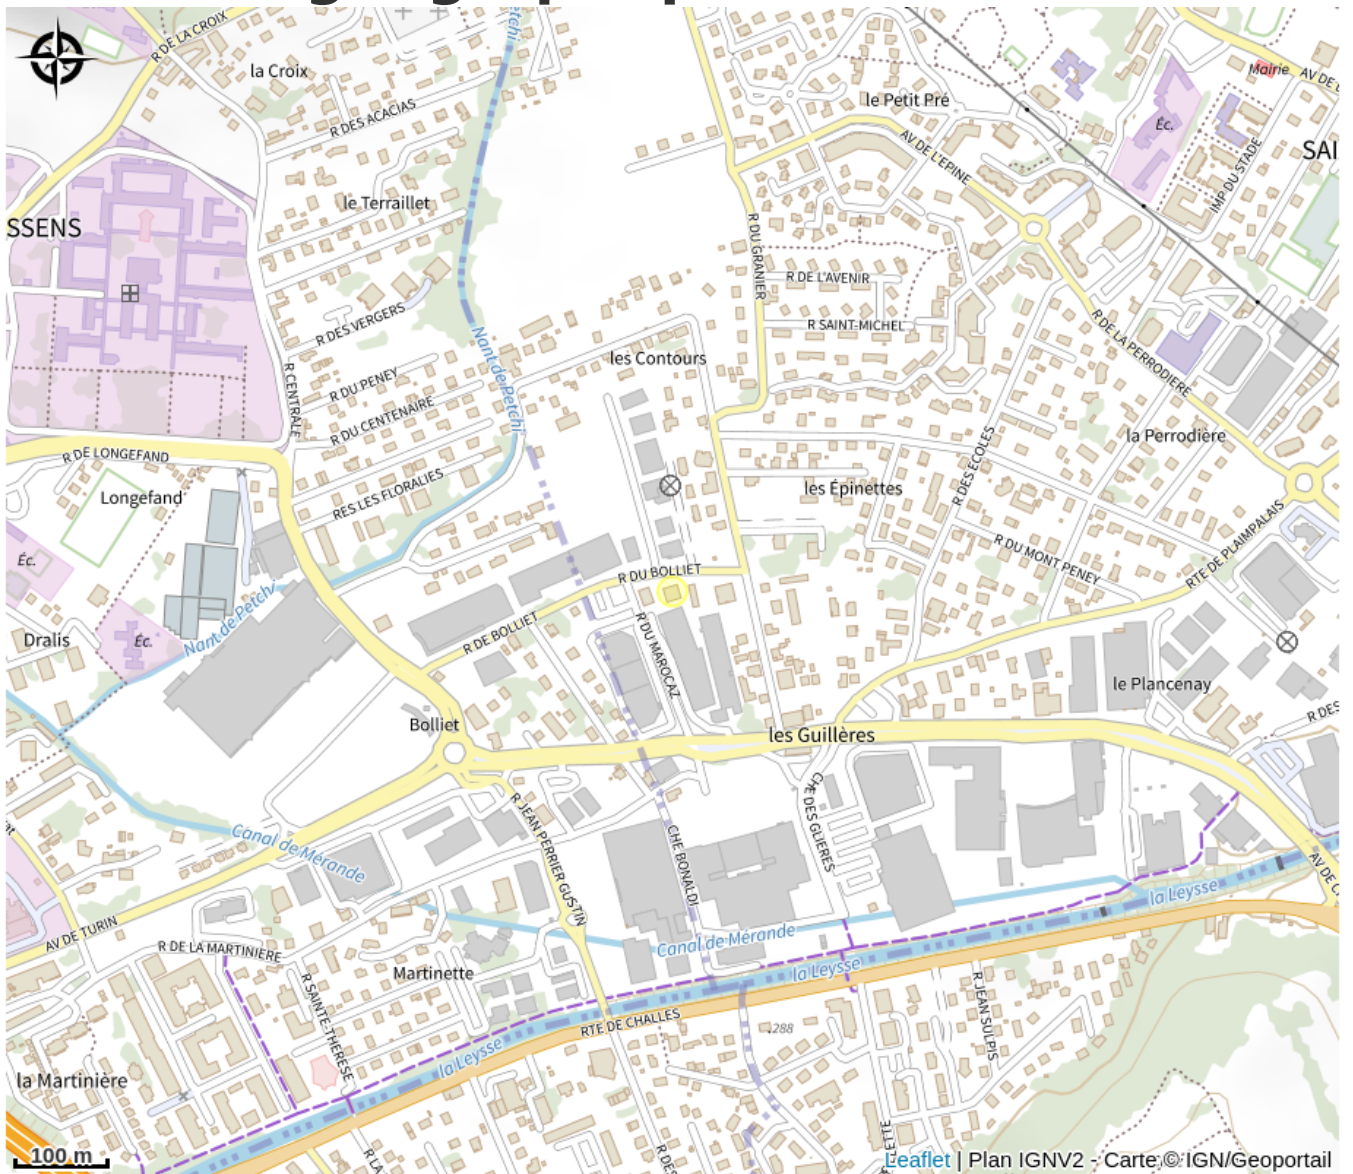 R DE LA CROIX
la Croix
Petchi
le Petit Pré
Mairie
AV DE L
R DES ACACIAS
AV DE L'EPINE
Éc.
IMP DU STADE
SAI
le Terraillet
SSENS
R DU GRANIER
R DE L'AVENIR
R DES VERGERS
R SAINT-MICHEL
R DE LA PERRODIERE
Nant de Petchi
les Contours
R CENTRALE
R DU PENEY
R DU CENTENAIRE
la Perrodière
R DE LONGEFAND
Longefand
RES LES FLORALIES
les Épinettes
R DES ECOLES
R DU MONT PENEY
RTE DE PLAIMPALAIS
Éc.
R DU BOLLIET
Nant de Petchi
Dralis
Éc.
R DE BOLLIET
R DU MAROCAZ
le Plancenay
Bolliet
les Guillères
R DES
Canal de Mérande
R JEAN PERRIER GUSTIN
CHE BONALDI
CHE DES GLIERES
AV DE C
la Leysse
AV DE TURIN
R DE LA MARTINIERE
Canal de Mérande
Martinette
la Leysse
R SAINTE-THERESE
R JEAN SULPIS
RTE DE CHALLES
288
la Leysse
la Martinière
R LA
R DES
ETTE
100 m
Leaflet | Plan IGNV2 - Carte © IGN/Geoportail